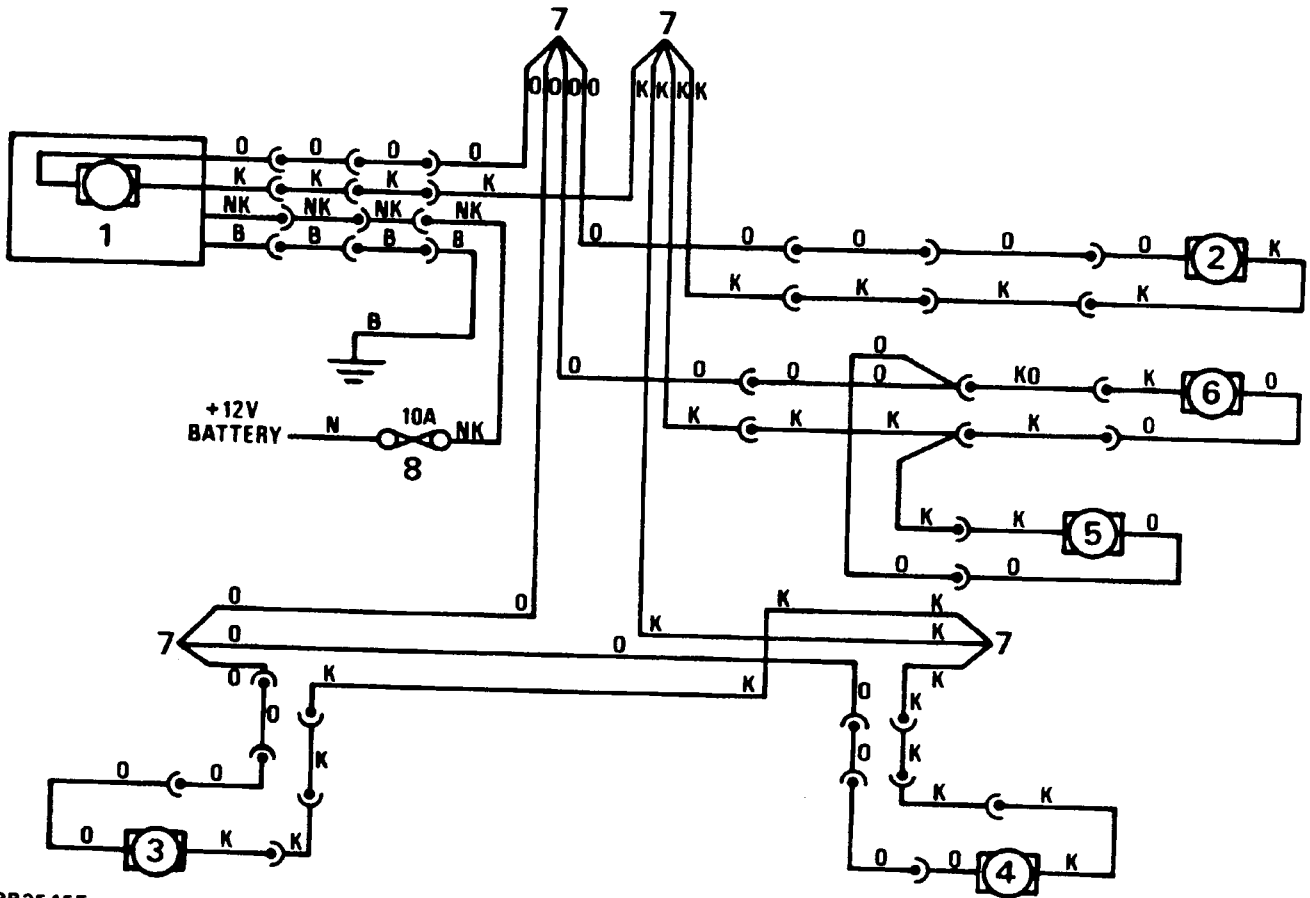 7 7
O O O O K K K K
O O O O
K K K K
NK NK NK NK
1
B B B B
O O O O O 2 K
K K K K
B
O
O O O KO K 6 O
+12V
BATTERY N 10A NK
8
K K K K O
K K 5 O
O O
O O K K
7 O O K K 7
O K K O K K
O K O K
O O K K
O 3 K K
O O 4 K